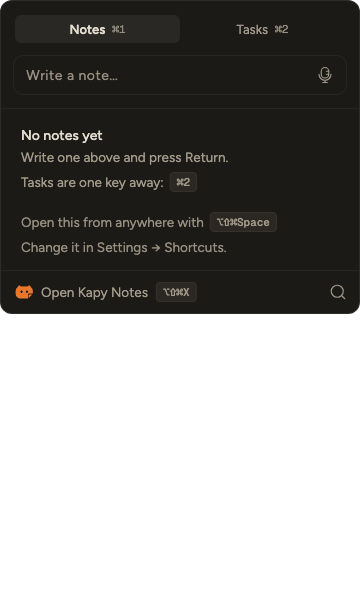 Notes ⌘1
Tasks ⌘2
Write a note…
No notes yet
Write one above and press Return.
Tasks are one key away: ⌘2
Open this from anywhere with ⌥⇧⌘Space
Change it in Settings → Shortcuts.
Open Kapy Notes ⌥⇧⌘X